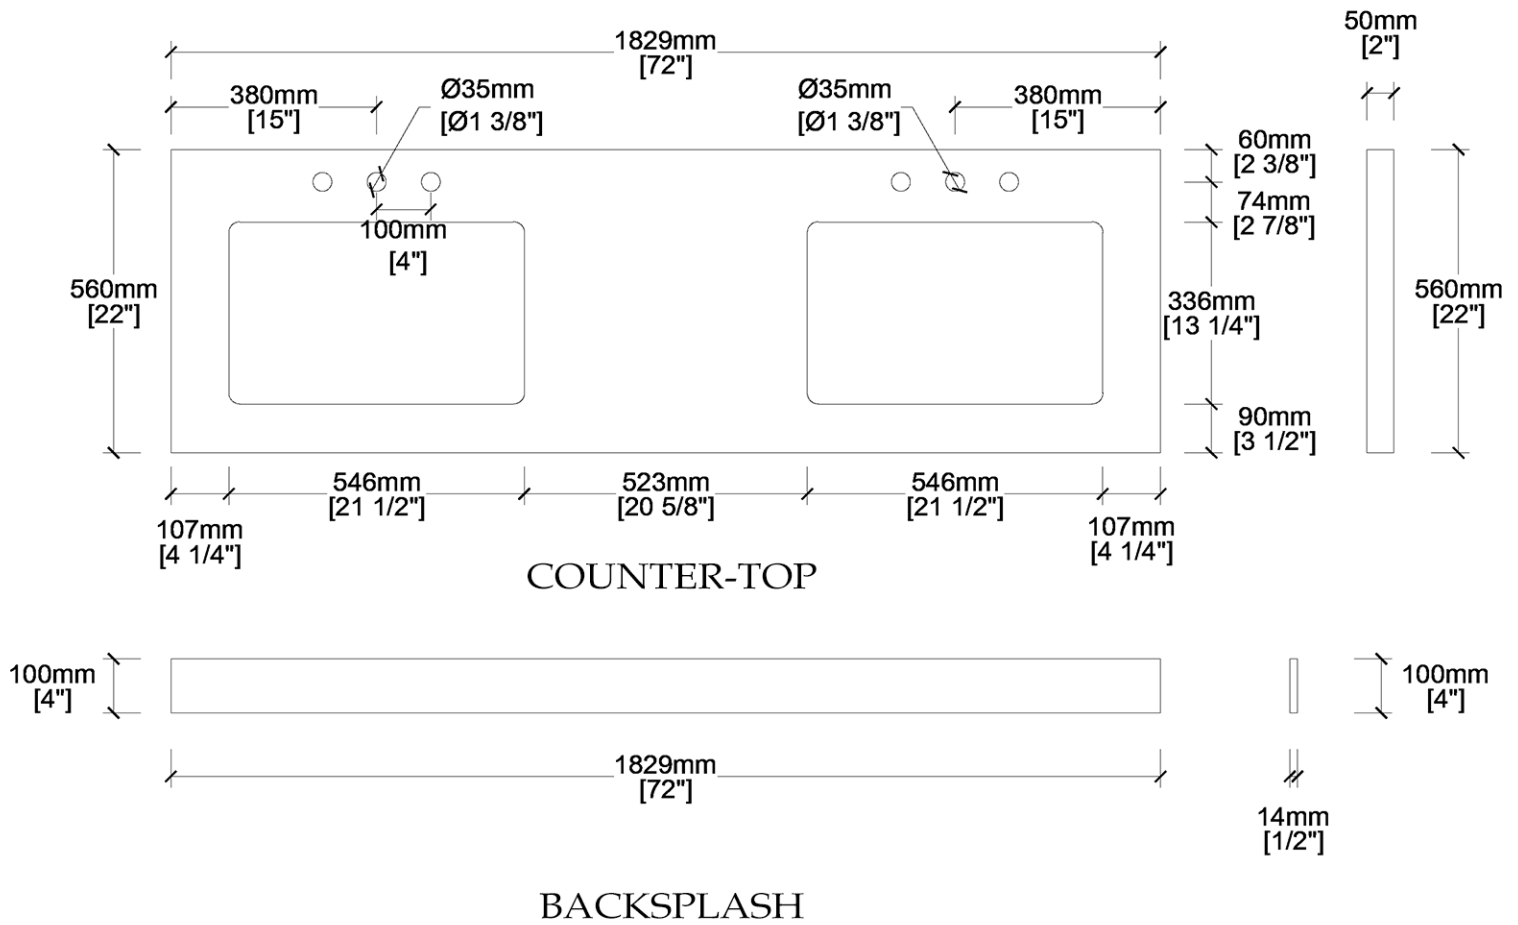 50mm
[2"]
1829mm
[72"]
380mm
[15"]
Ø35mm
[Ø1 3/8"]
Ø35mm
[Ø1 3/8"]
380mm
[15"]
60mm
[2 3/8"]
74mm
[2 7/8"]
100mm
[4"]
560mm
[22"]
336mm
[13 1/4"]
560mm
[22"]
90mm
[3 1/2"]
546mm
[21 1/2"]
523mm
[20 5/8"]
546mm
[21 1/2"]
107mm
[4 1/4"]
107mm
[4 1/4"]
COUNTER-TOP
100mm
[4"]
100mm
[4"]
1829mm
[72"]
14mm
[1/2"]
BACKSPLASH